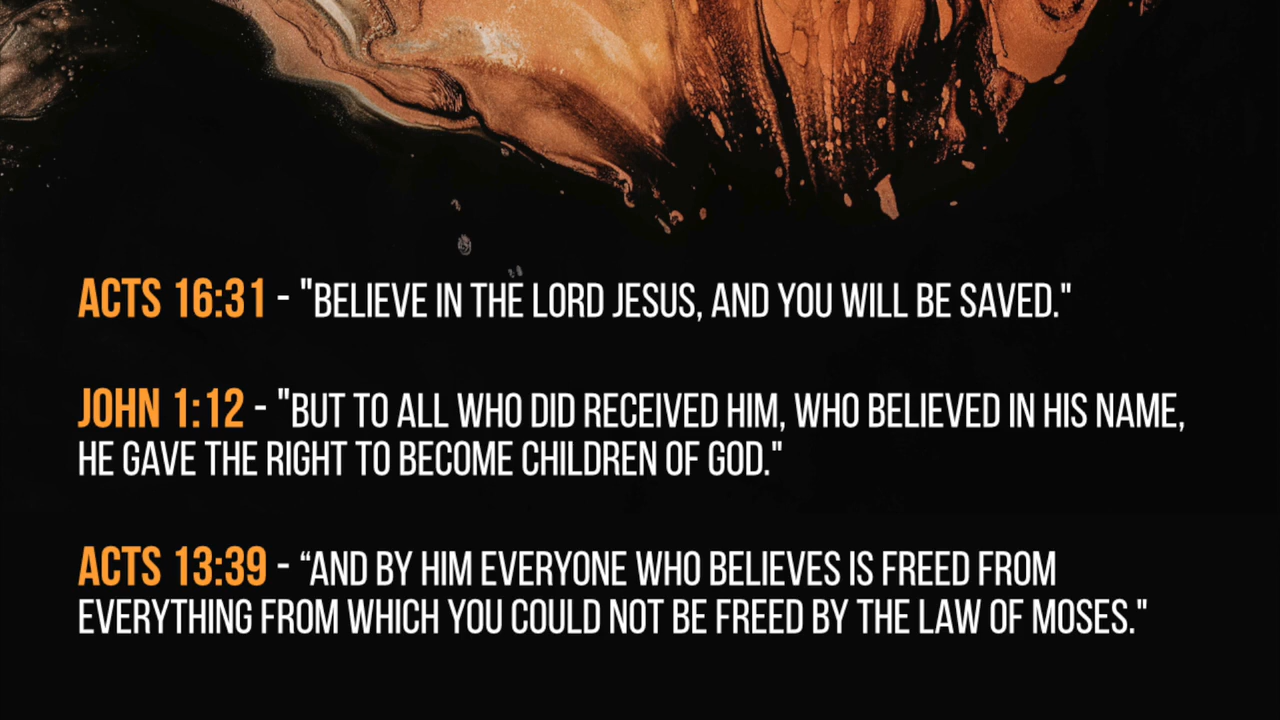 ACTS 16:31 - "BELIEVE IN THE LORD JESUS, AND YOU WILL BE SAVED."
JOHN 1:12 - "BUT TO ALL WHO DID RECEIVED HIM, WHO BELIEVED IN HIS NAME,
HE GAVE THE RIGHT TO BECOME CHILDREN OF GOD."
ACTS 13:39 - “AND BY HIM EVERYONE WHO BELIEVES IS FREED FROM
EVERYTHING FROM WHICH YOU COULD NOT BE FREED BY THE LAW OF MOSES."